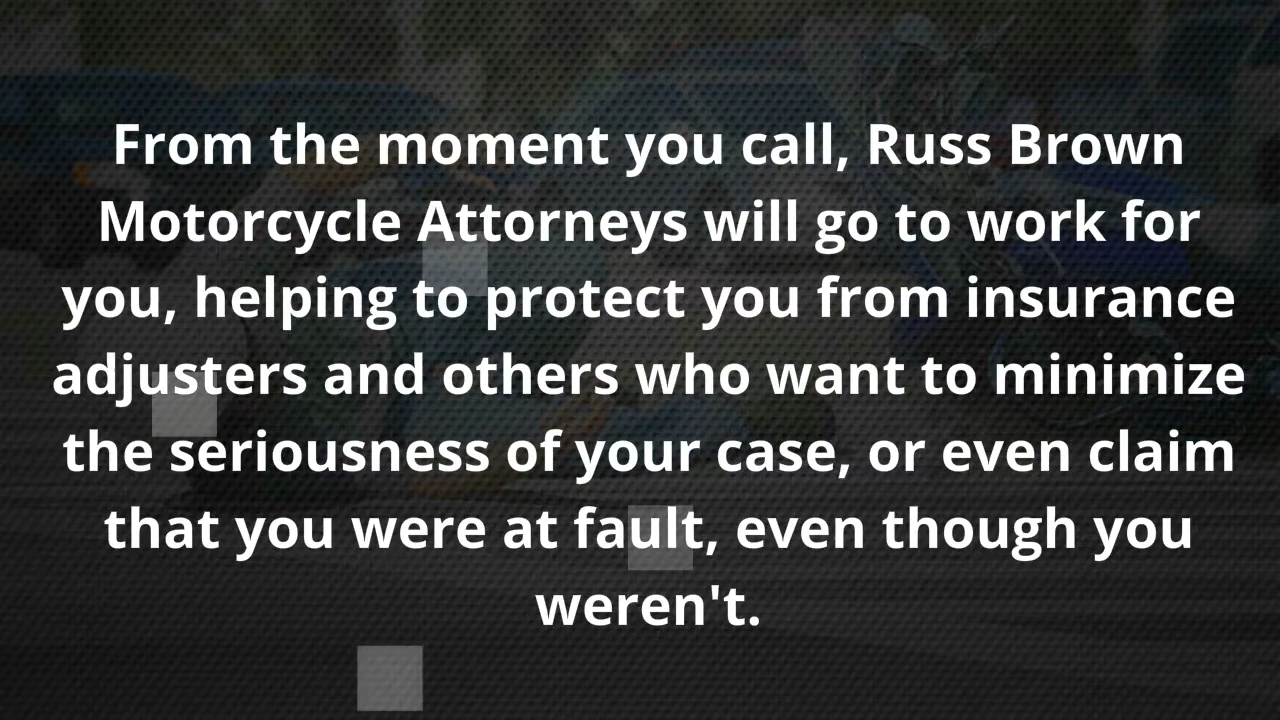 From the moment you call, Russ Brown
Motorcycle Attorneys will go to work for
you, helping to protect you from insurance
adjusters and others who want to minimize
the seriousness of your case, or even claim
that you were at fault, even though you
weren't.